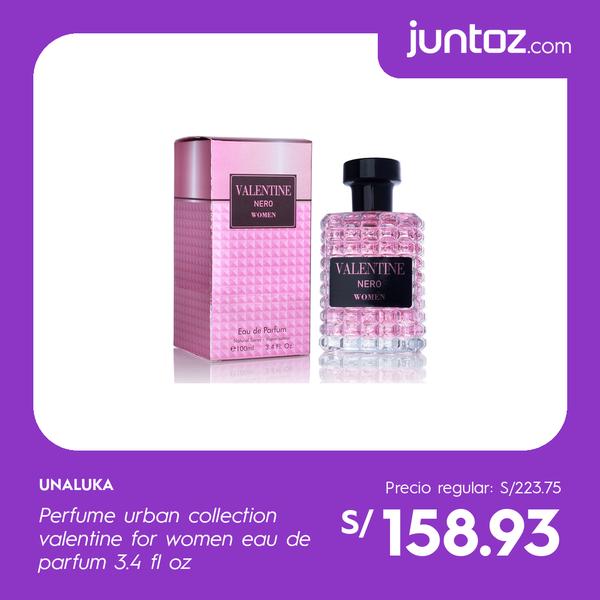 juntoz.com
VALENTINE
NERO
WOMEN
Eau de Parfum
℮100ml 3.4 fl. Oz.
VALENTINE
NERO
WOMEN
UNALUKA
Perfume urban collection
valentine for women eau de
parfum 3.4 fl oz
Precio regular: S/223.75
S/158.93